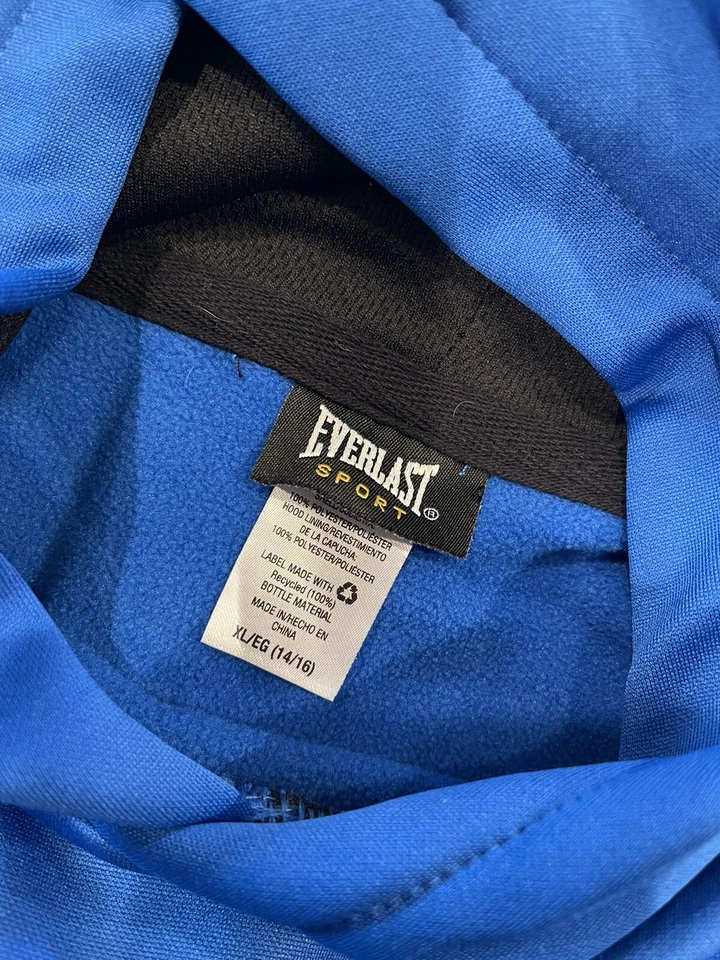 EVERLAST
SPORT ®
100% POLYESTER/POLIÉSTER
HOOD LINING/REVESTIMIENTO
DE LA CAPUCHA:
100% POLYESTER/POLIÉSTER
LABEL MADE WITH
Recycled (100%)
BOTTLE MATERIAL
MADE IN/HECHO EN
CHINA
XL/EG (14/16)